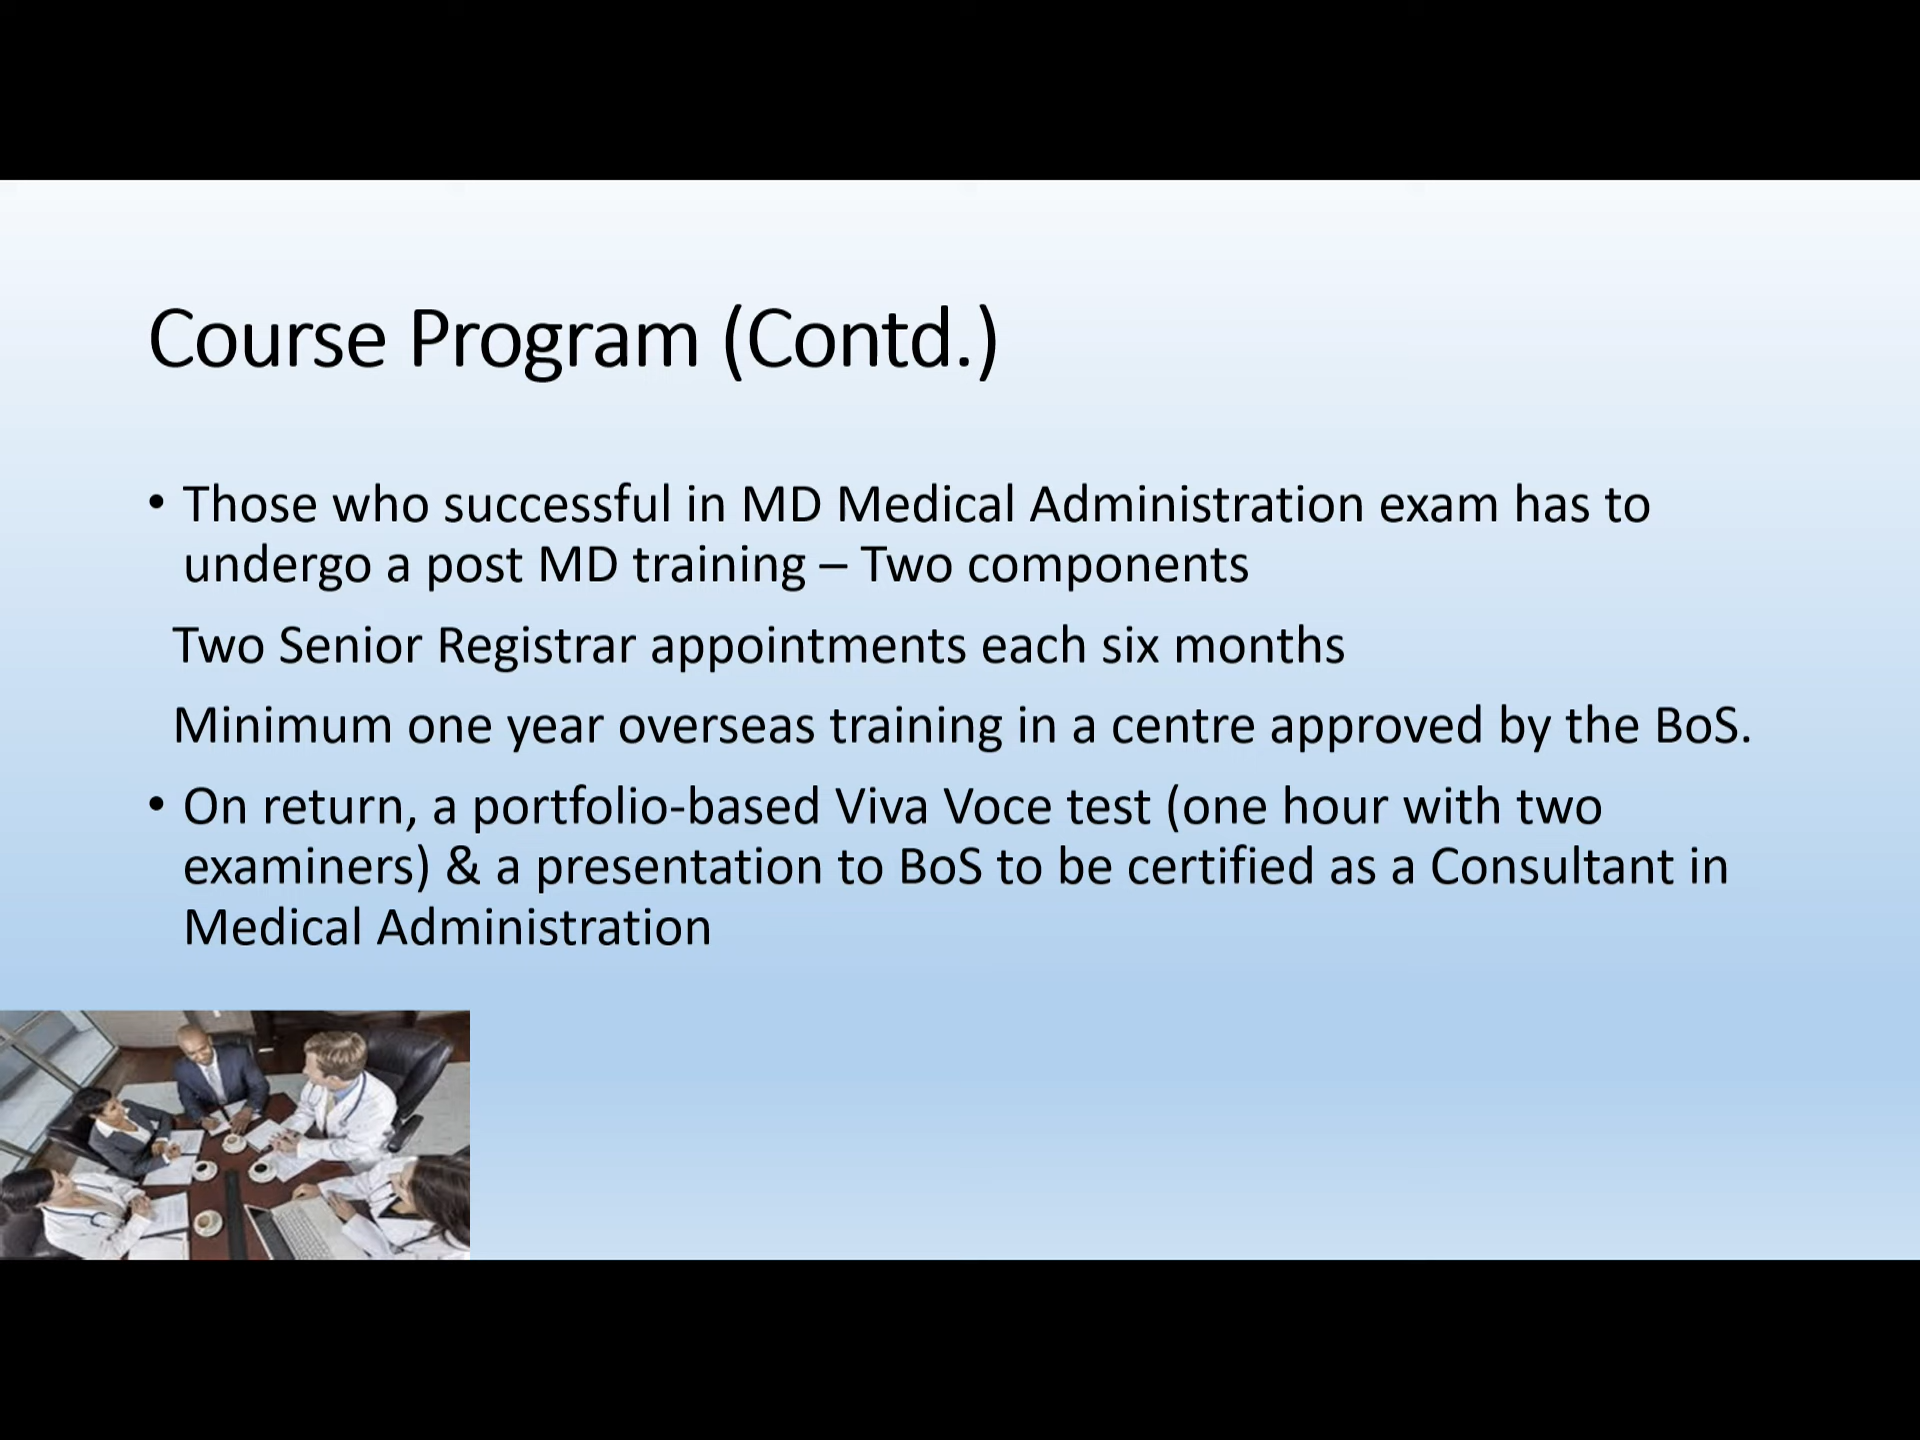 Course Program (Contd.)
• Those who successful in MD Medical Administration exam has to
undergo a post MD training – Two components
Two Senior Registrar appointments each six months
Minimum one year overseas training in a centre approved by the BoS.
• On return, a portfolio-based Viva Voce test (one hour with two
examiners) & a presentation to BoS to be certified as a Consultant in
Medical Administration